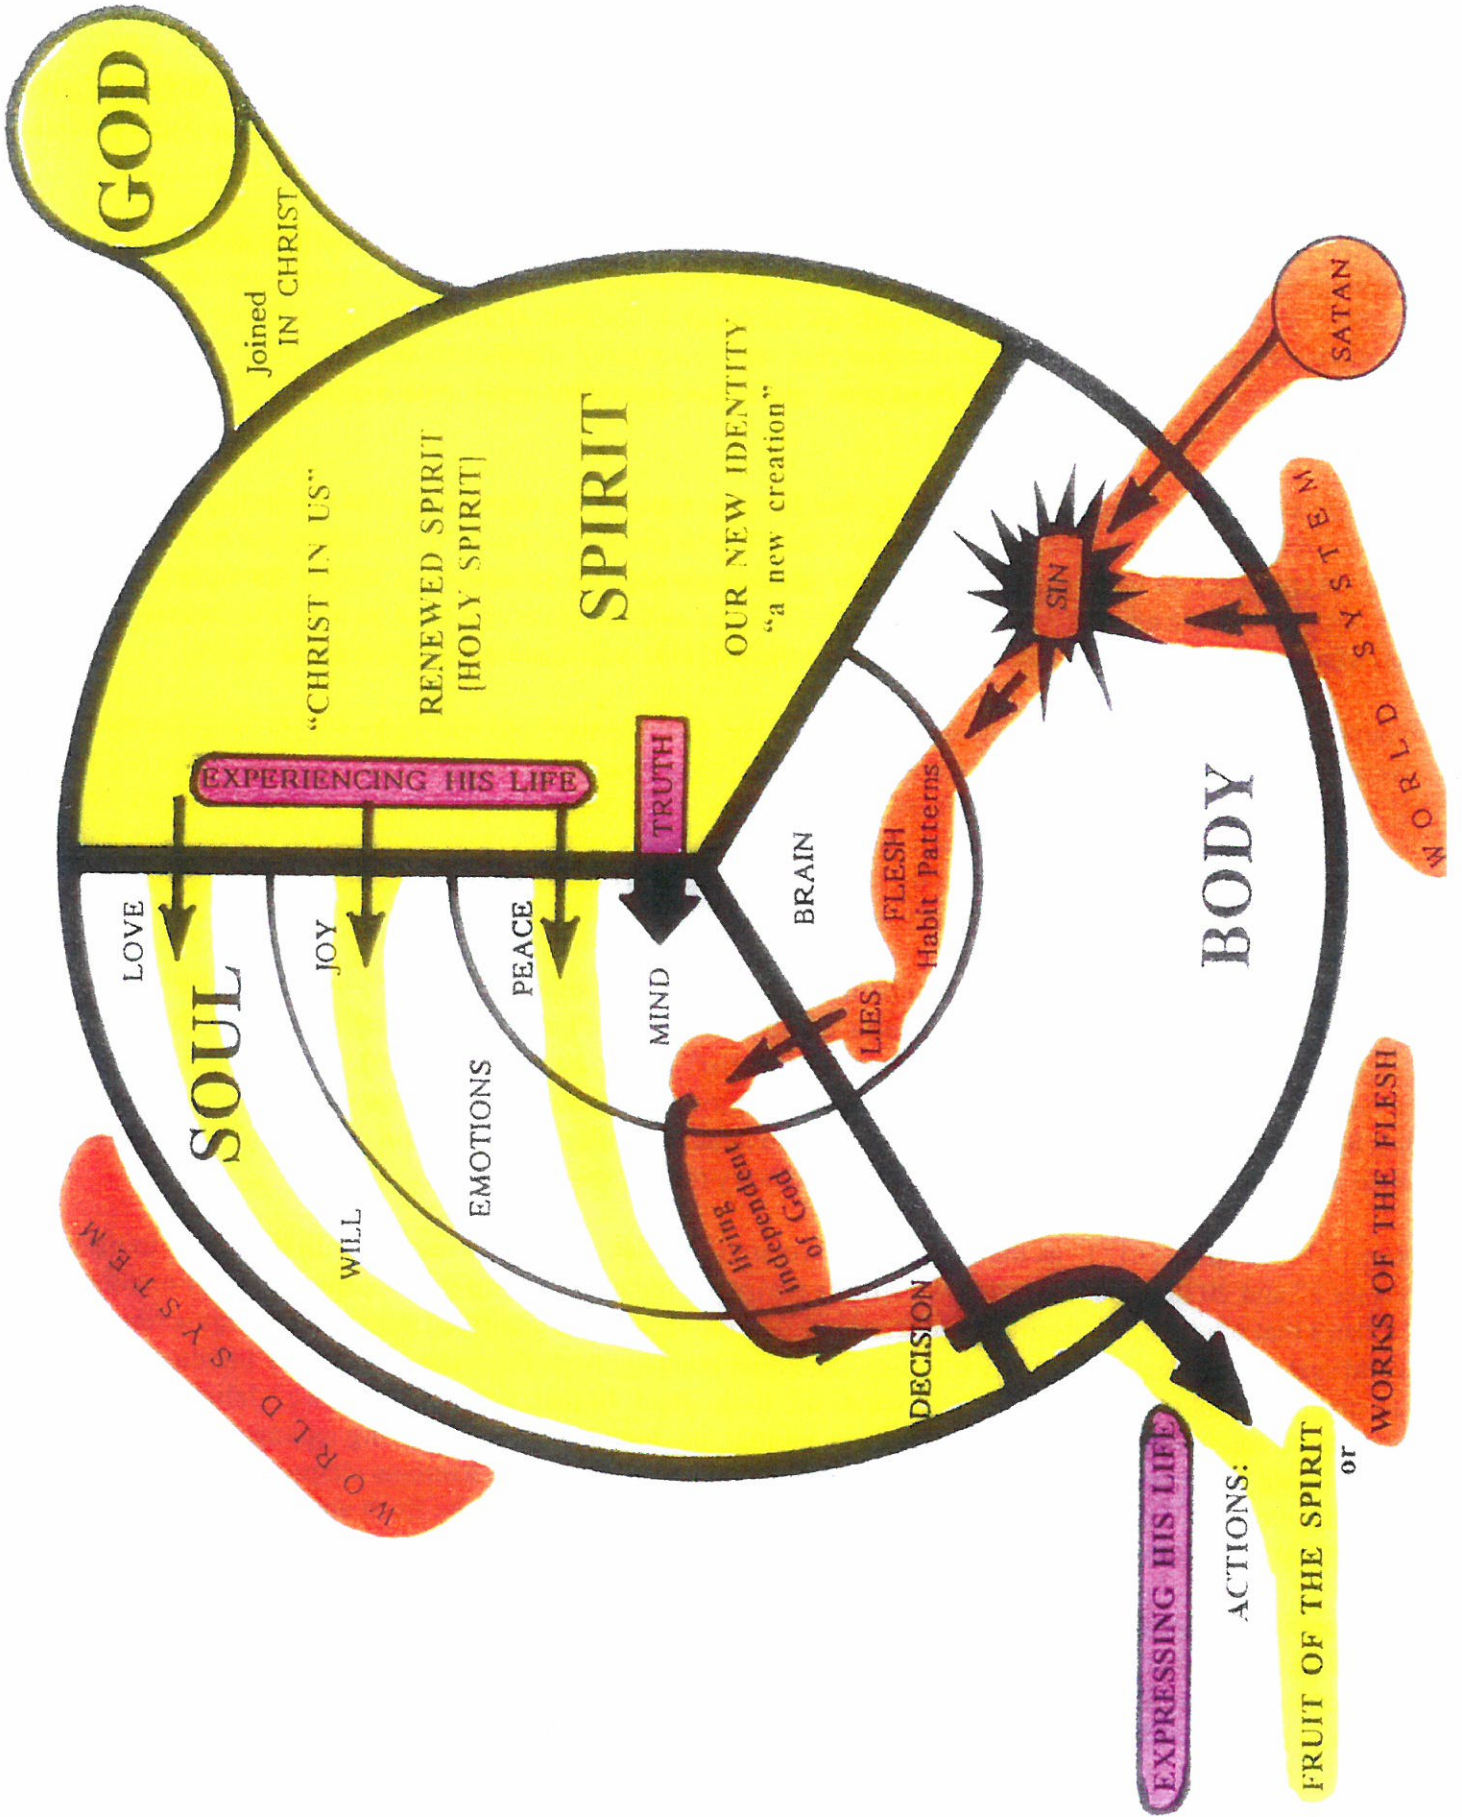 GOD
Joined
IN CHRIST
"CHRIST IN US"
RENEWED SPIRIT
[HOLY SPIRIT]
SPIRIT
OUR NEW IDENTITY
"a new creation"
EXPERIENCING HIS LIFE
TRUTH
SATAN
SIN
WORLD SYSTEM
LOVE
SOUL
JOY
PEACE
MIND
EMOTIONS
WILL
WORLD SYSTEM
BRAIN
FLESH
Habit Patterns
LIES
BODY
living
independent
of God
DECISION
EXPRESSING HIS LIFE
ACTIONS:
FRUIT OF THE SPIRIT
or
WORKS OF THE FLESH